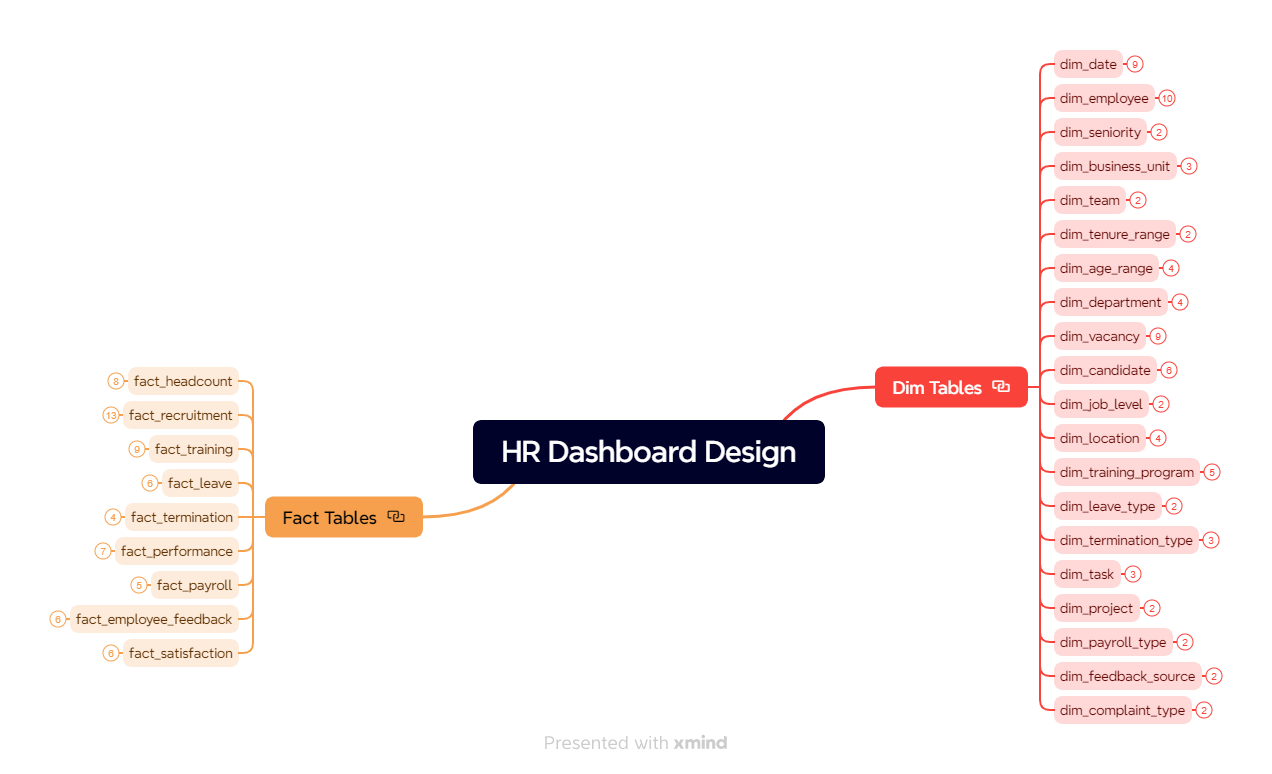 HR Dashboard Design
Dim Tables
dim_date 9
dim_employee 10
dim_seniority 2
dim_business_unit 3
dim_team 2
dim_tenure_range 2
dim_age_range 4
dim_department 4
dim_vacancy 9
dim_candidate 6
dim_job_level 2
dim_location 4
dim_training_program 5
dim_leave_type 2
dim_termination_type 3
dim_task 3
dim_project 2
dim_payroll_type 2
dim_feedback_source 2
dim_complaint_type 2
Fact Tables
8 fact_headcount
13 fact_recruitment
9 fact_training
6 fact_leave
4 fact_termination
7 fact_performance
5 fact_payroll
6 fact_employee_feedback
6 fact_satisfaction
Presented with xmind